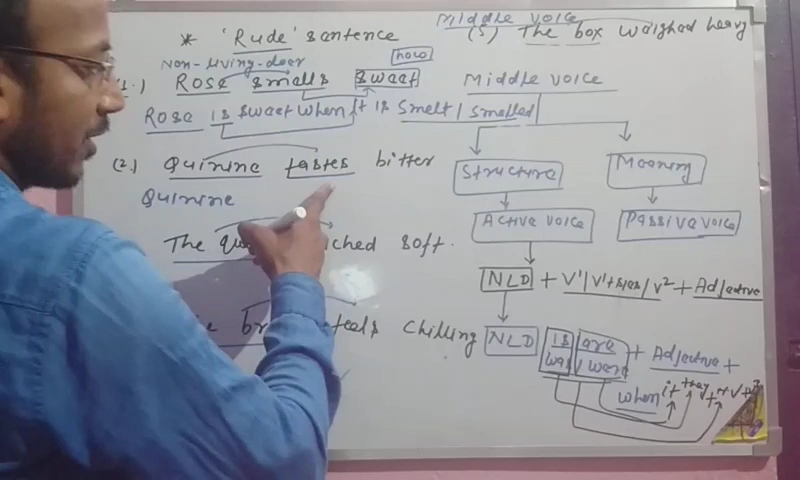 Middle voice
* 'Rude' sentence
(5) The box weighed heavy
Non-living-doer
how
(1.) Rose smells sweet
Rose is sweet when it is smelt/smelled
(2.) Quinine tastes bitter
Quinine
The ched soft.
feels chilling
Middle voice
Structure
Meaning
Active voice
Passive voice
NLD + V¹/V¹+s/es/V² + Adjective
NLD is/was are/were + Adjective +
when it they + + V³